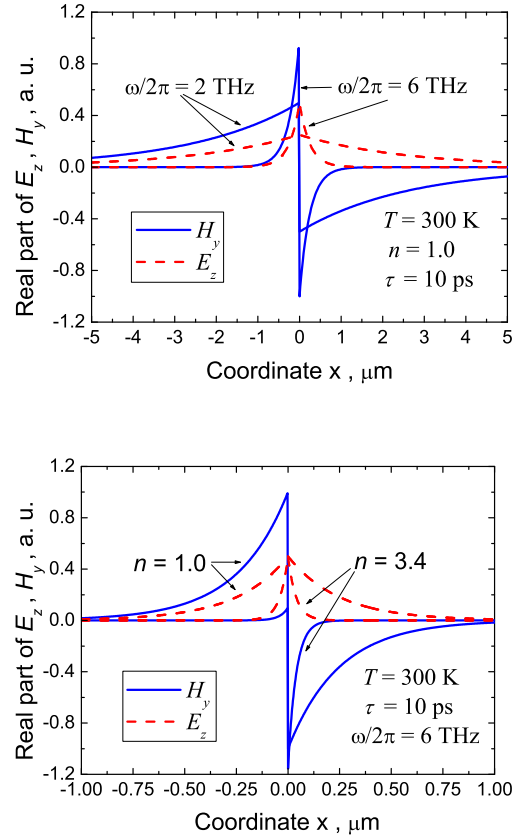 1.2
0.8
0.4
0.0
-0.4
-0.8
-1.2
Real part of E_z , H_y , a. u.
ω/2π = 2 THz
ω/2π = 6 THz
H_y
E_z
T = 300 K
n = 1.0
τ = 10 ps
-5 -4 -3 -2 -1 0 1 2 3 4 5
Coordinate x , μm
1.2
0.8
0.4
0.0
-0.4
-0.8
-1.2
Real part of E_z , H_y , a. u.
n = 1.0
n = 3.4
H_y
E_z
T = 300 K
τ = 10 ps
ω/2π = 6 THz
-1.00 -0.75 -0.50 -0.25 0.00 0.25 0.50 0.75 1.00
Coordinate x , μm